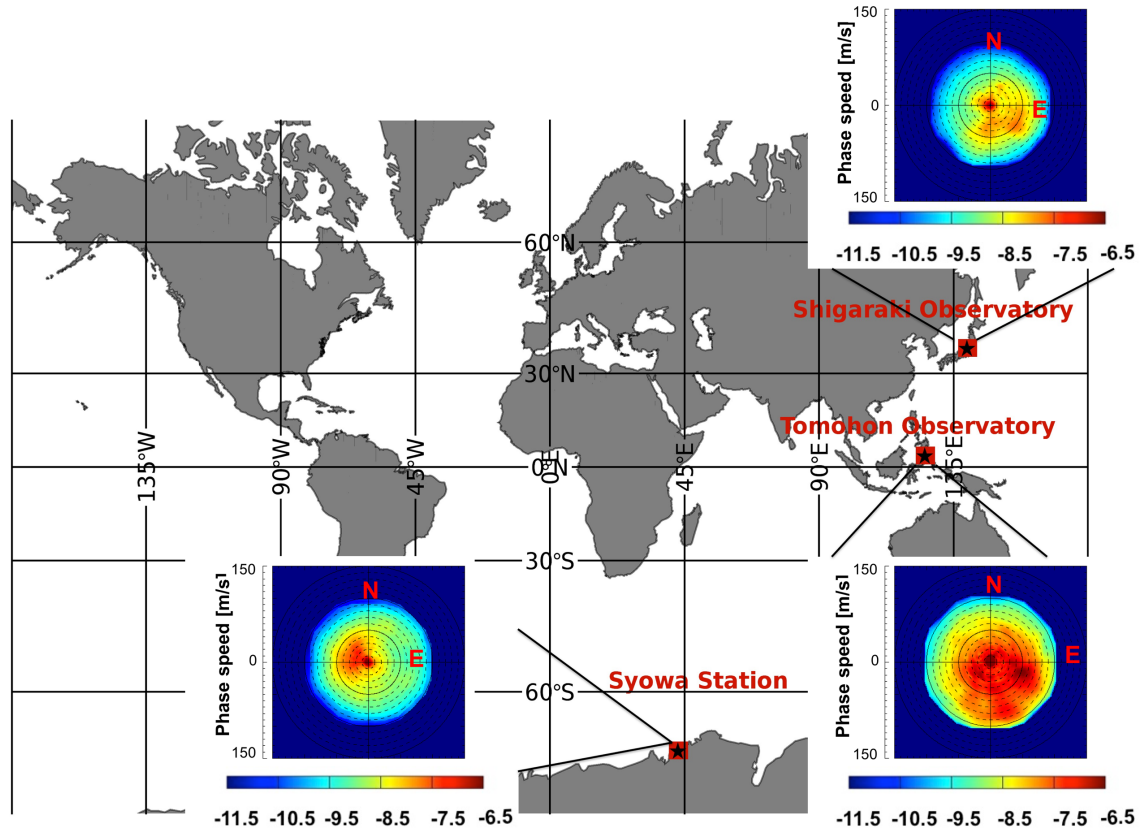 150
N
Phase speed [m/s]
0
E
150
-11.5 -10.5 -9.5 -8.5 -7.5 -6.5
60°N
Shigaraki Observatory
30°N
Tomohon Observatory
135°W
90°W
45°W
0°E
0°N
45°E
90°E
135°E
30°S
150
N
Phase speed [m/s]
0
E
150
-11.5 -10.5 -9.5 -8.5 -7.5 -6.5
Syowa Station
60°S
150
N
Phase speed [m/s]
0
E
150
-11.5 -10.5 -9.5 -8.5 -7.5 -6.5